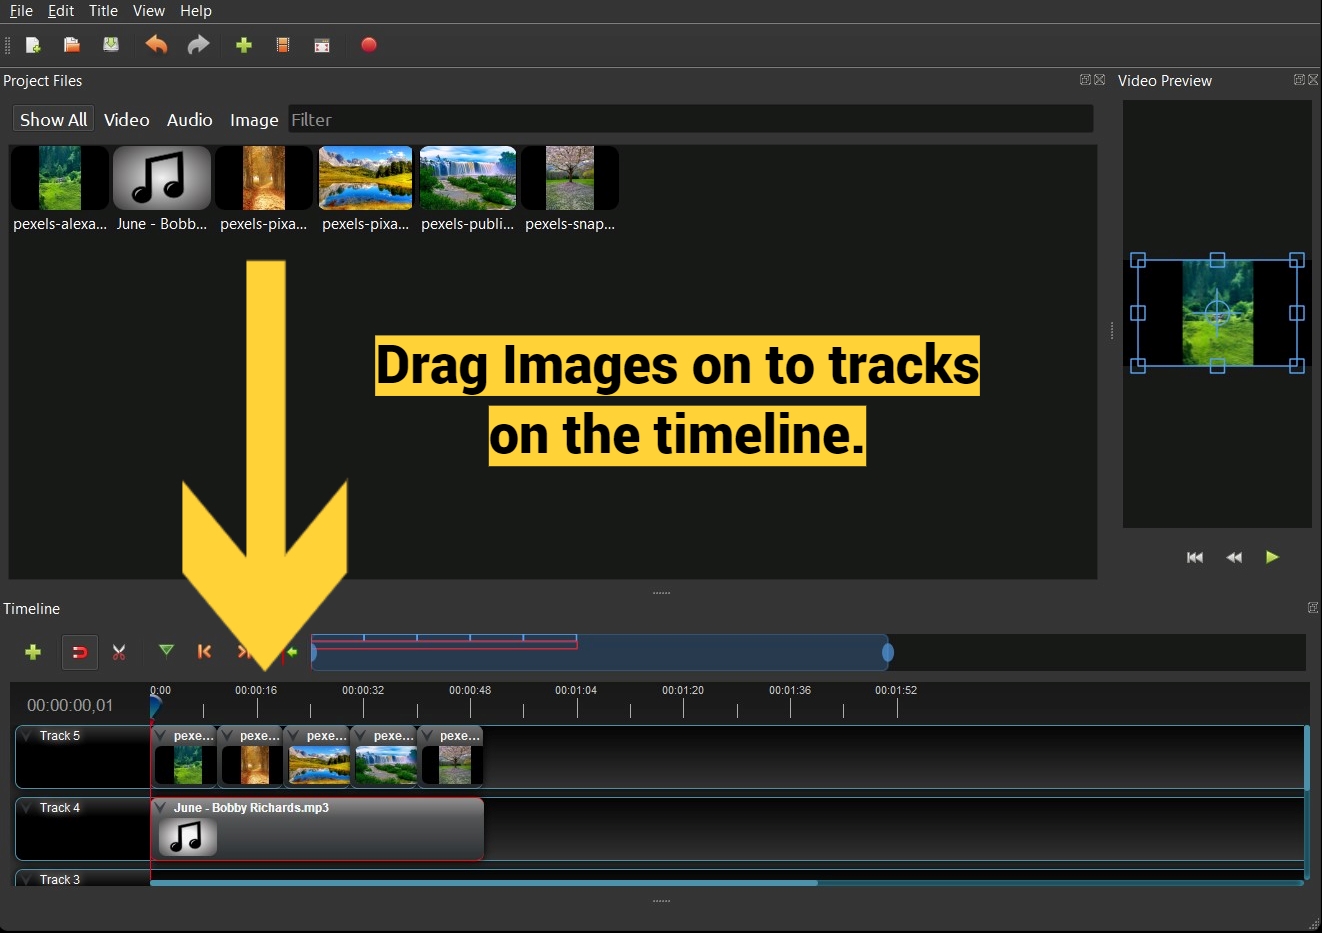 File Edit Title View Help
Project Files
Video Preview
Show All Video Audio Image Filter
pexels-alexa... June - Bobb... pexels-pixa... pexels-pixa... pexels-publi... pexels-snap...
Drag Images on to tracks
on the timeline.
Timeline
00:00:00,01
0:00 00:00:16 00:00:32 00:00:48 00:01:04 00:01:20 00:01:36 00:01:52
Track 5 pexe... pexe... pexe... pexe... pexe...
Track 4 June - Bobby Richards.mp3
Track 3